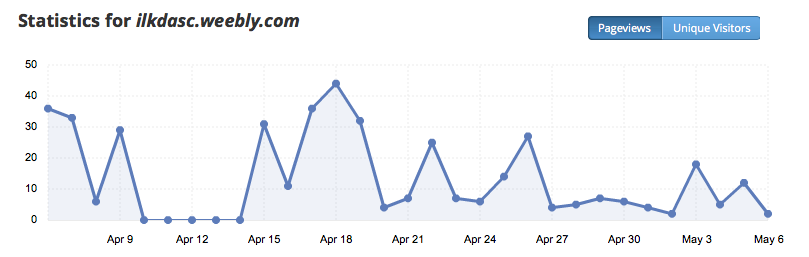 Statistics for ilkdasc.weebly.com
Pageviews Unique Visitors
50
40
30
20
10
0
Apr 9 Apr 12 Apr 15 Apr 18 Apr 21 Apr 24 Apr 27 Apr 30 May 3 May 6